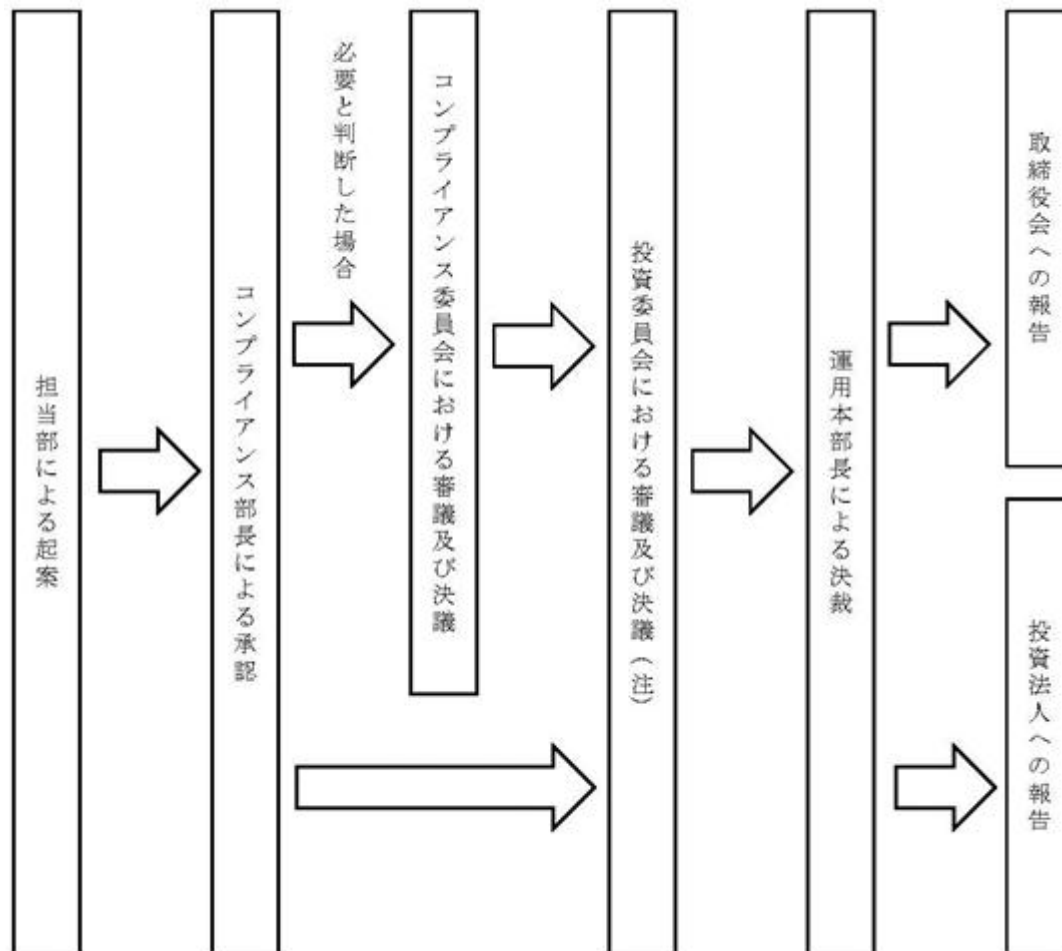 担当部による起案
コンプライアンス部長による承認
必要と判断した場合
コンプライアンス委員会における審議及び決議
投資委員会における審議及び決議（注）
運用本部長による決裁
取締役会への報告
投資法人への報告